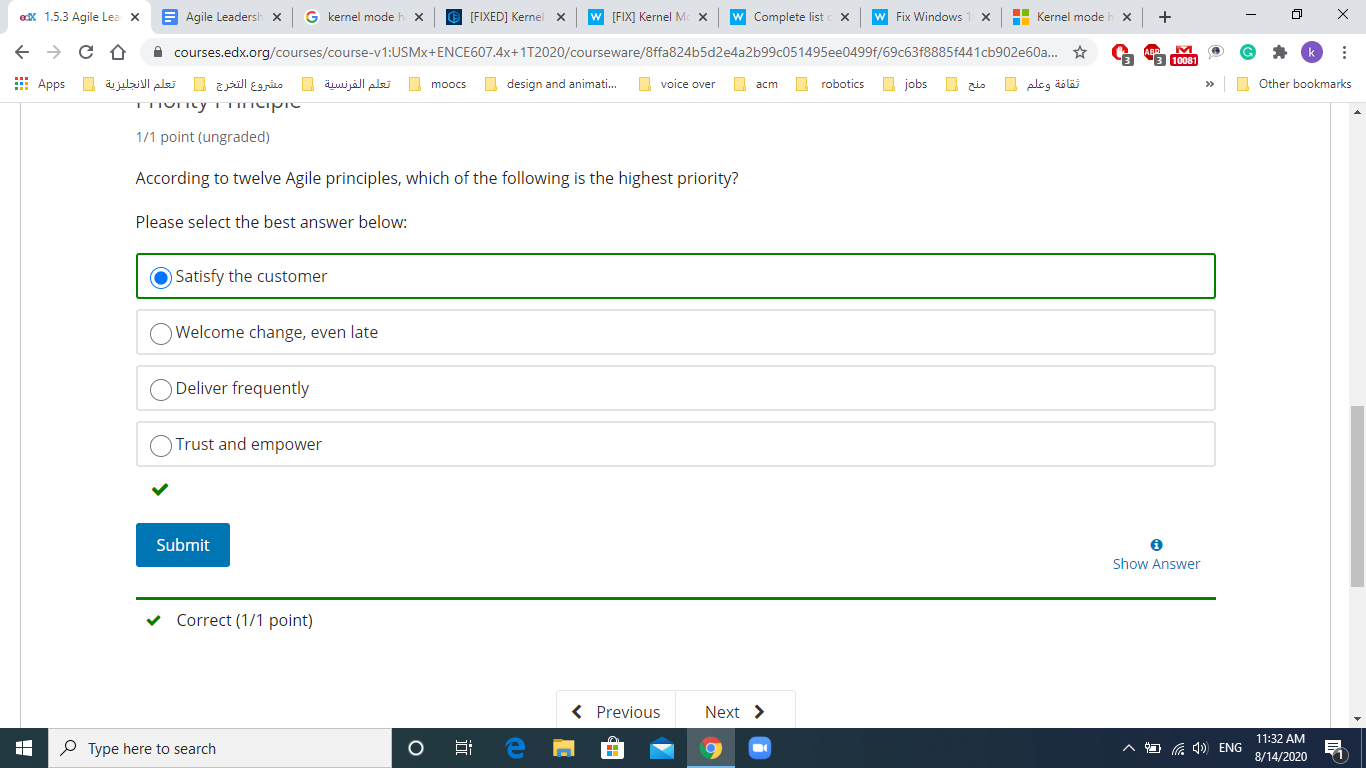 edX 1.5.3 Agile Lea
Agile Leadersh
kernel mode h
[FIXED] Kernel
[FIX] Kernel Mo
Complete list o
Fix Windows 1
Kernel mode h
courses.edx.org/courses/course-v1:USMx+ENCE607.4x+1T2020/courseware/8ffa824b5d2e4a2b99c051495ee0499f/69c63f8885f441cb902e60a...
3
ABP
3
10081
k
Apps
تعلم الانجليزية
مشروع التخرج
تعلم الفرنسية
moocs
design and animati...
voice over
acm
robotics
jobs
منح
ثقافة وعلم
»
Other bookmarks
Priority Principle
1/1 point (ungraded)
According to twelve Agile principles, which of the following is the highest priority?
Please select the best answer below:
Satisfy the customer
Welcome change, even late
Deliver frequently
Trust and empower
Submit
Show Answer
Correct (1/1 point)
Previous
Next
Type here to search
ENG
11:32 AM
8/14/2020
1